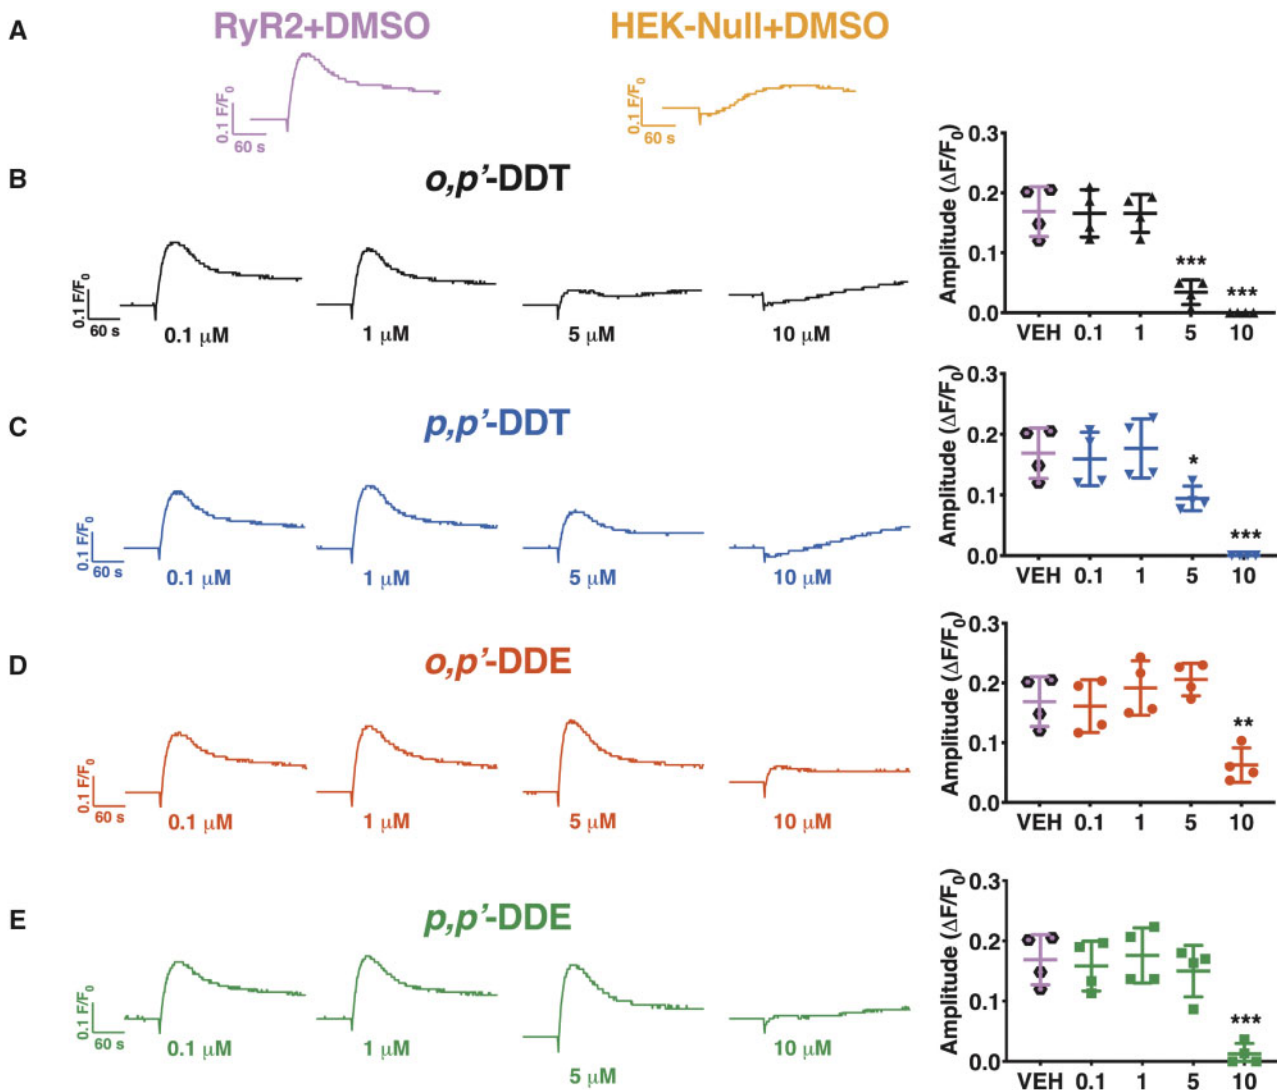 A
RyR2+DMSO
HEK-Null+DMSO
0.1 F/F0
60 s
0.1 F/F0
60 s
B
o,p'-DDT
0.1 F/F0
60 s
0.1 μM
1 μM
5 μM
10 μM
Amplitude (ΔF/F0)
0.3
0.2
0.1
0.0
***
***
VEH 0.1 1 5 10
C
p,p'-DDT
0.1 F/F0
60 s
0.1 μM
1 μM
5 μM
10 μM
Amplitude (ΔF/F0)
0.3
0.2
0.1
0.0
*
***
VEH 0.1 1 5 10
D
o,p'-DDE
0.1 F/F0
60 s
0.1 μM
1 μM
5 μM
10 μM
Amplitude (ΔF/F0)
0.3
0.2
0.1
0.0
**
VEH 0.1 1 5 10
E
p,p'-DDE
0.1 F/F0
60 s
0.1 μM
1 μM
5 μM
10 μM
Amplitude (ΔF/F0)
0.3
0.2
0.1
0.0
***
VEH 0.1 1 5 10